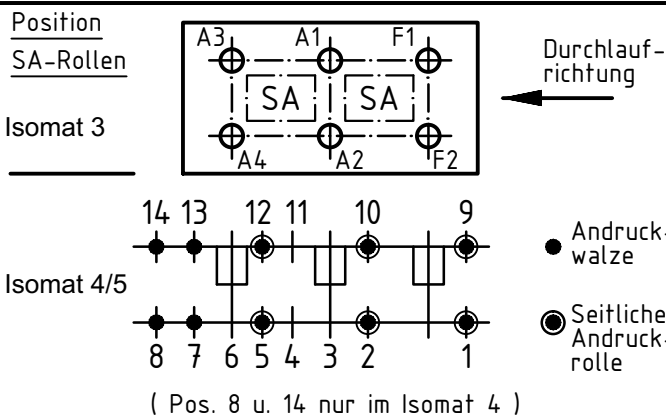 Position
SA-Rollen
Isomat 3
A3 A1 F1
SA SA
A4 A2 F2
Durchlauf-
richtung
14 13 12 11 10 9
Isomat 4/5
8 7 6 5 4 3 2 1
Andruck-
walze
Seitliche
Andruck-
rolle
( Pos. 8 u. 14 nur im Isomat 4 )